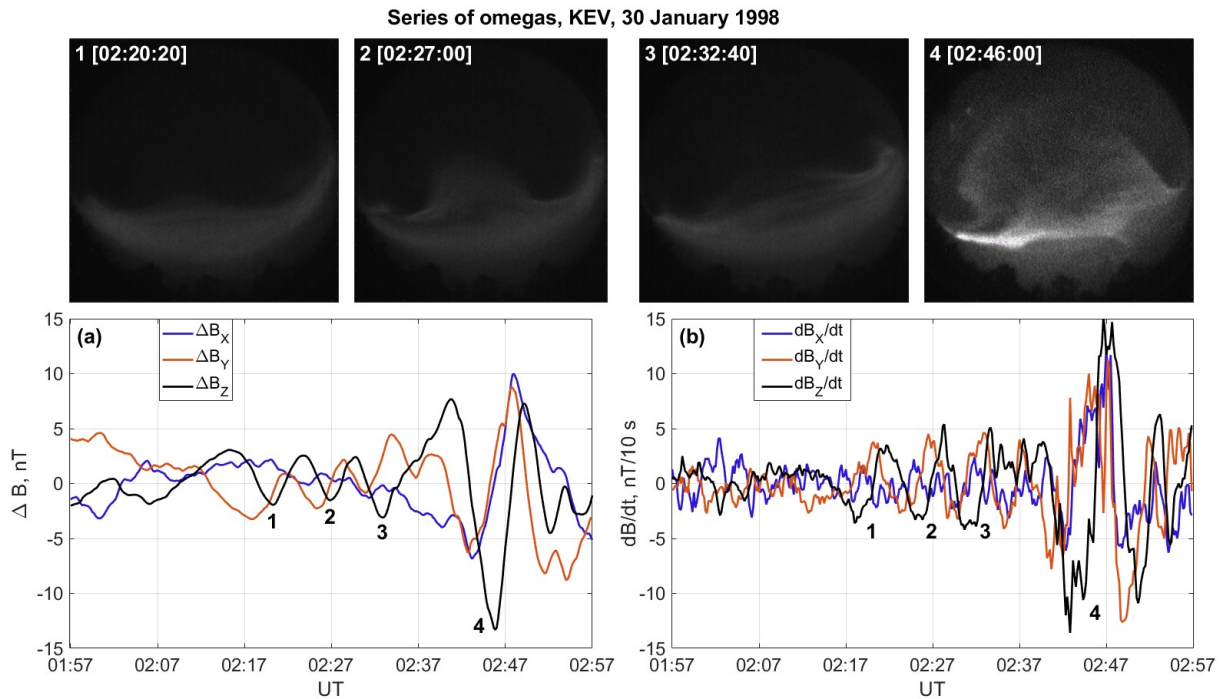 Series of omegas, KEV, 30 January 1998
1 [02:20:20]
2 [02:27:00]
3 [02:32:40]
4 [02:46:00]
(a)
ΔB_X
ΔB_Y
ΔB_Z
15
10
5
0
-5
-10
-15
Δ B, nT
1
2
3
4
01:57 02:07 02:17 02:27 02:37 02:47 02:57
UT
(b)
dB_X/dt
dB_Y/dt
dB_Z/dt
15
10
5
0
-5
-10
-15
dB/dt, nT/10 s
1
2
3
4
01:57 02:07 02:17 02:27 02:37 02:47 02:57
UT